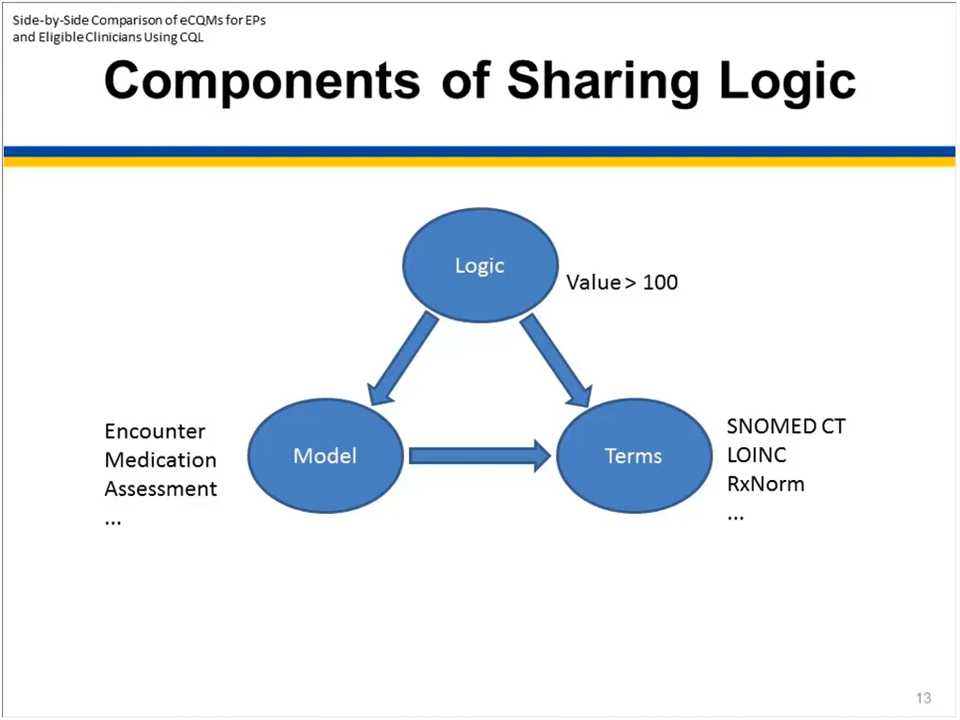 Side-by-Side Comparison of eCQMs for EPs
and Eligible Clinicians Using CQL
Components of Sharing Logic
Logic
Value > 100
Encounter
Medication
Assessment
...
Model
Terms
SNOMED CT
LOINC
RxNorm
...
13